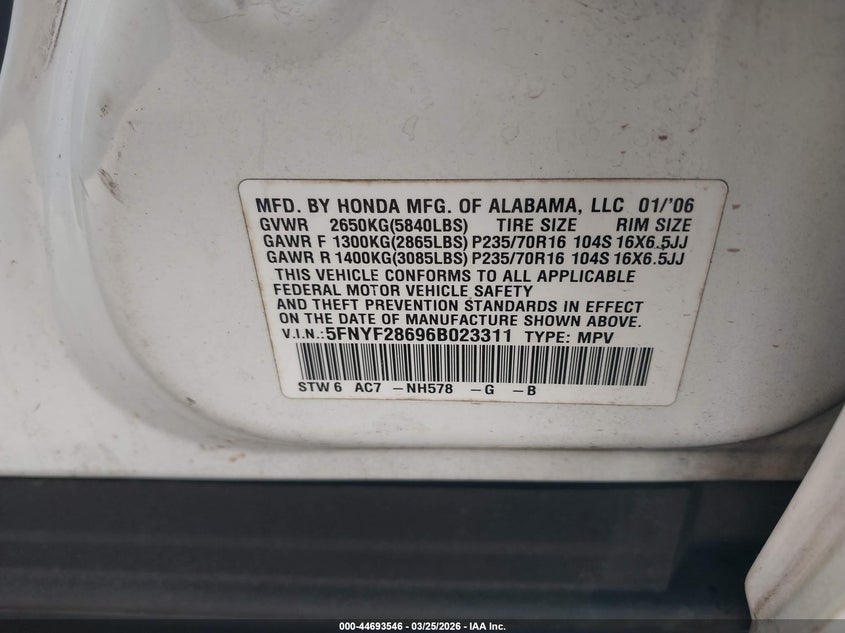 MFD. BY HONDA MFG. OF ALABAMA, LLC 01/'06
GVWR 2650KG(5840LBS) TIRE SIZE RIM SIZE
GAWR F 1300KG(2865LBS) P235/70R16 104S 16X6.5JJ
GAWR R 1400KG(3085LBS) P235/70R16 104S 16X6.5JJ
THIS VEHICLE CONFORMS TO ALL APPLICABLE
FEDERAL MOTOR VEHICLE SAFETY
AND THEFT PREVENTION STANDARDS IN EFFECT
ON THE DATE OF MANUFACTURE SHOWN ABOVE.
V.I.N.:5FNYF28696B023311 TYPE: MPV
STW 6 AC7 -NH578 -G -B
000-44693546 - 03/25/2026 - IAA Inc.